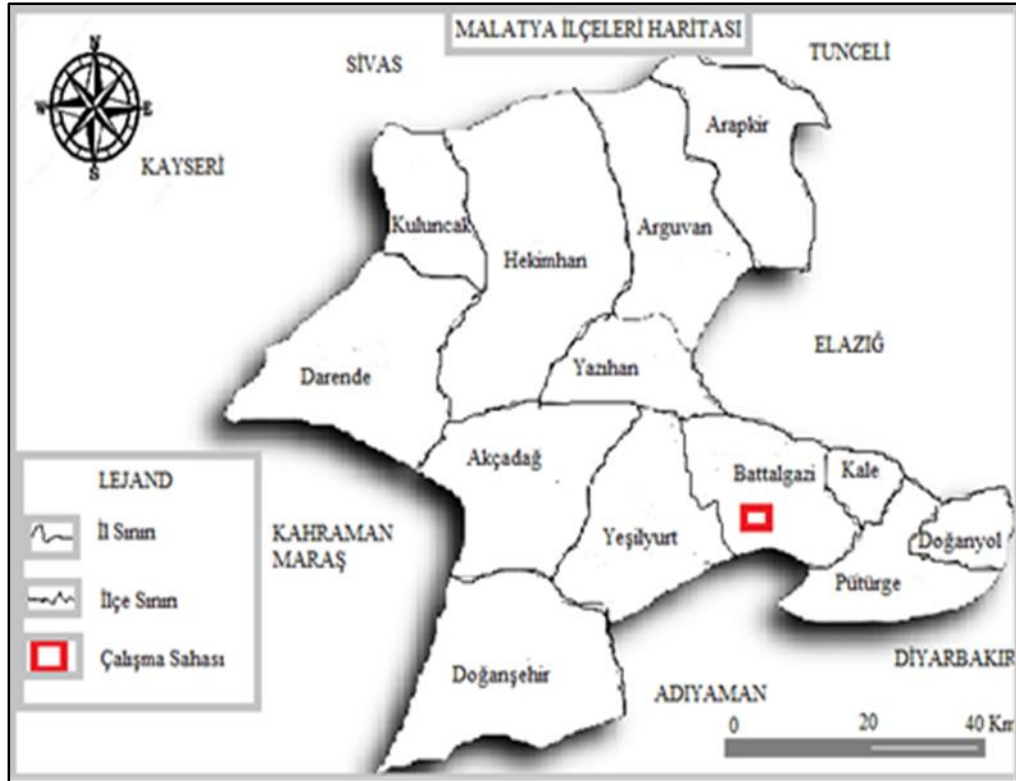 MALATYA İLÇELERİ HARİTASI
SİVAS
TUNCELİ
N
W
E
S
KAYSERİ
Arapkir
Kuluncak
Arguvan
Hekimhan
ELAZIĞ
Darende
Yazıhan
Akçadağ
Battalgazi
Kale
LEJAND
İl Sınırı
KAHRAMAN
MARAŞ
Yeşilyurt
Doğanyol
Pütürge
İlçe Sınırı
Çalışma Sahası
Doğanşehir
DİYARBAKIR
ADIYAMAN
0 20 40 Km